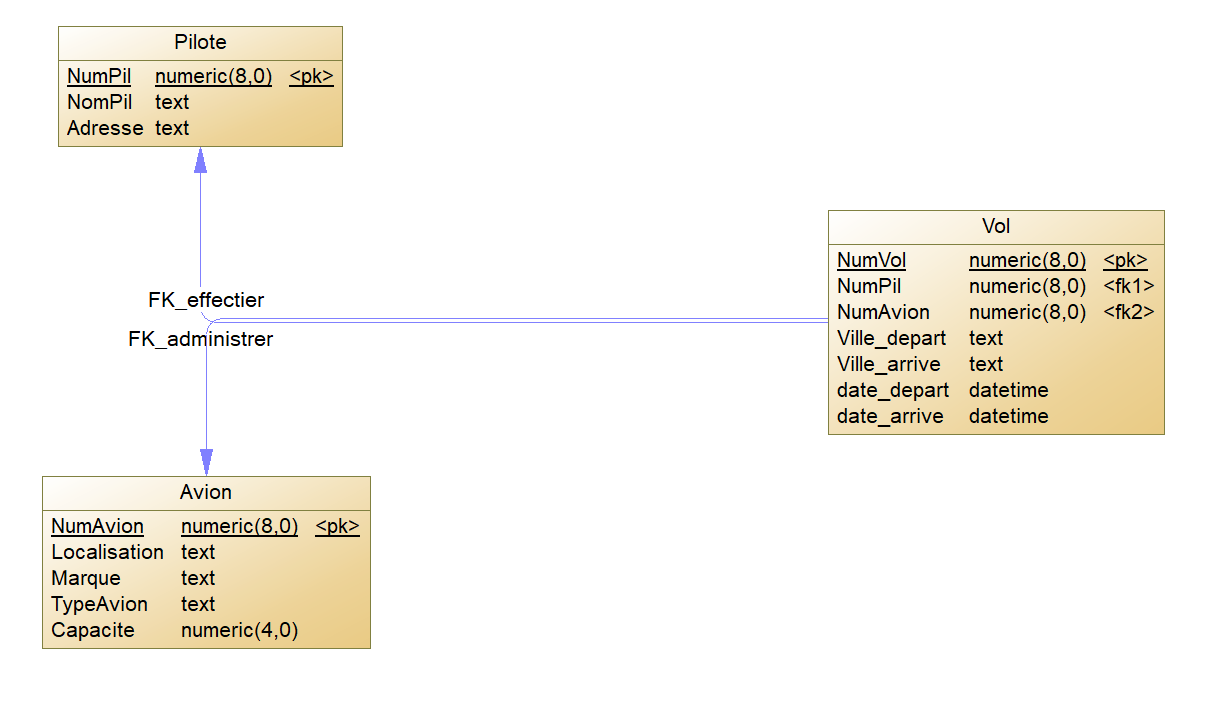 Pilote
NumPil numeric(8,0) <pk>
NomPil text
Adresse text
Vol
NumVol numeric(8,0) <pk>
NumPil numeric(8,0) <fk1>
NumAvion numeric(8,0) <fk2>
Ville_depart text
Ville_arrive text
date_depart datetime
date_arrive datetime
FK_effectier
FK_administrer
Avion
NumAvion numeric(8,0) <pk>
Localisation text
Marque text
TypeAvion text
Capacite numeric(4,0)